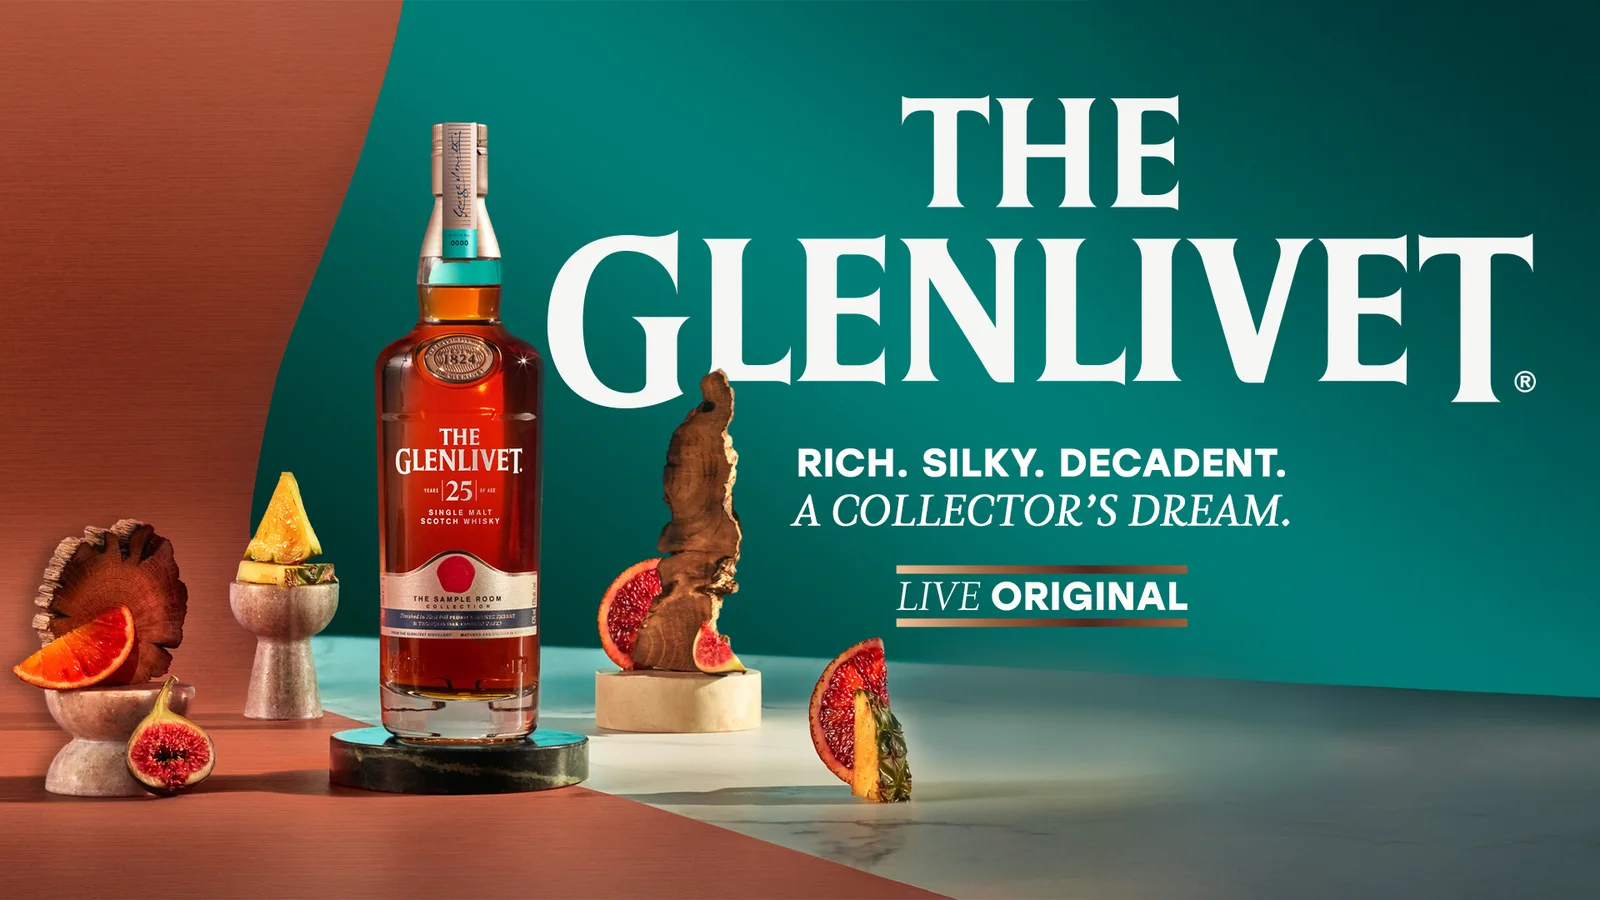 THE
GLENLIVET®
RICH. SILKY. DECADENT.
A COLLECTOR'S DREAM.
LIVE ORIGINAL
0000
1824
THE
GLENLIVET.
YEARS 25 OF AGE
SINGLE MALT
SCOTCH WHISKY
THE SAMPLE ROOM
COLLECTION